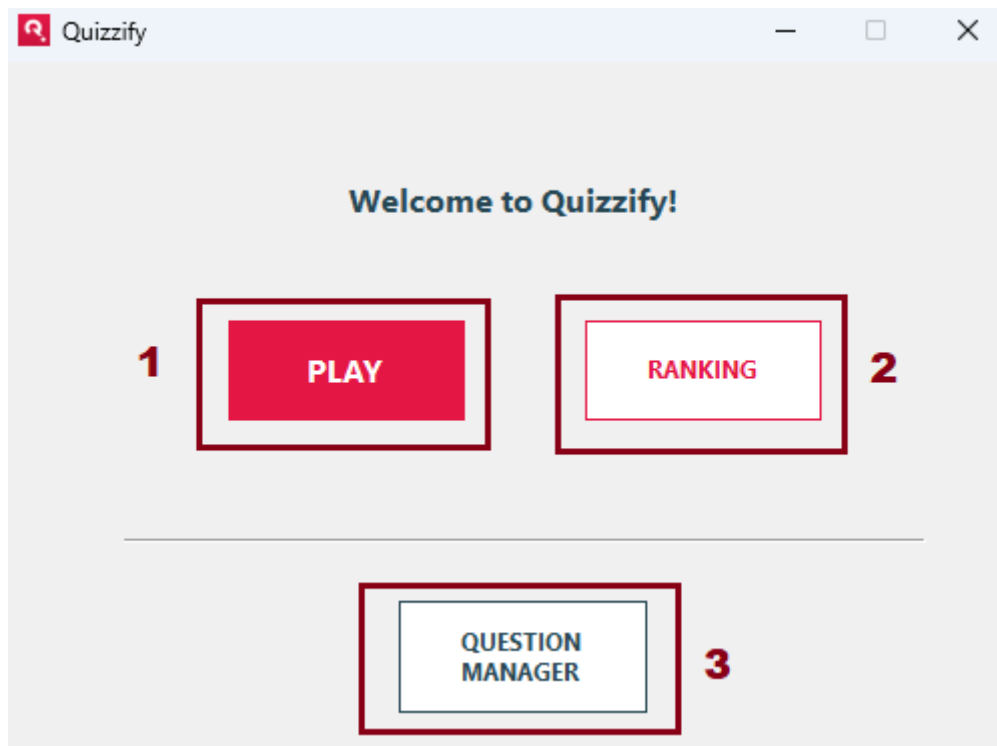 Quizzify
Welcome to Quizzify!
1
PLAY
RANKING
2
QUESTION
MANAGER
3